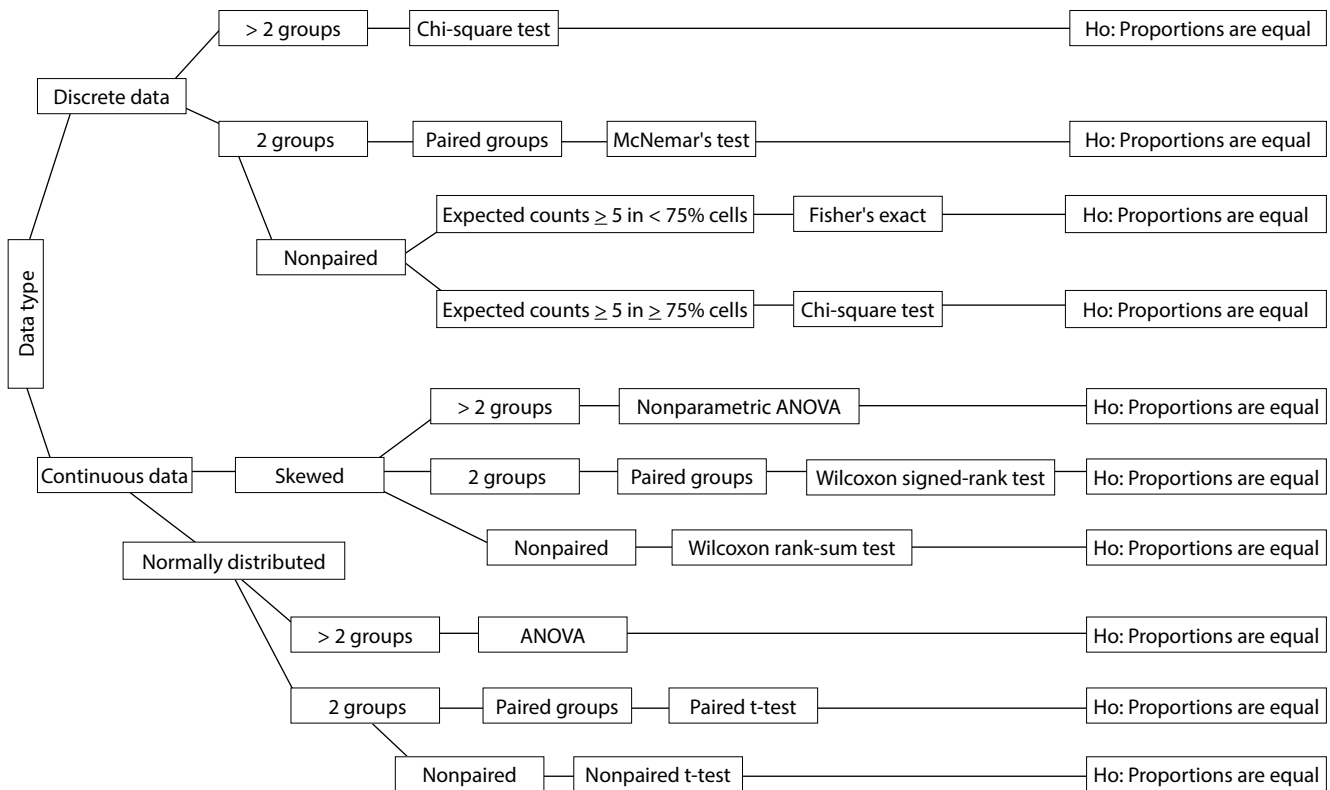 > 2 groups
Chi-square test
Ho: Proportions are equal
Discrete data
2 groups
Paired groups
McNemar's test
Ho: Proportions are equal
Expected counts ≥ 5 in < 75% cells
Fisher's exact
Ho: Proportions are equal
Nonpaired
Expected counts ≥ 5 in ≥ 75% cells
Chi-square test
Ho: Proportions are equal
Data type
> 2 groups
Nonparametric ANOVA
Ho: Proportions are equal
Continuous data
Skewed
2 groups
Paired groups
Wilcoxon signed-rank test
Ho: Proportions are equal
Nonpaired
Wilcoxon rank-sum test
Ho: Proportions are equal
Normally distributed
> 2 groups
ANOVA
Ho: Proportions are equal
2 groups
Paired groups
Paired t-test
Ho: Proportions are equal
Nonpaired
Nonpaired t-test
Ho: Proportions are equal